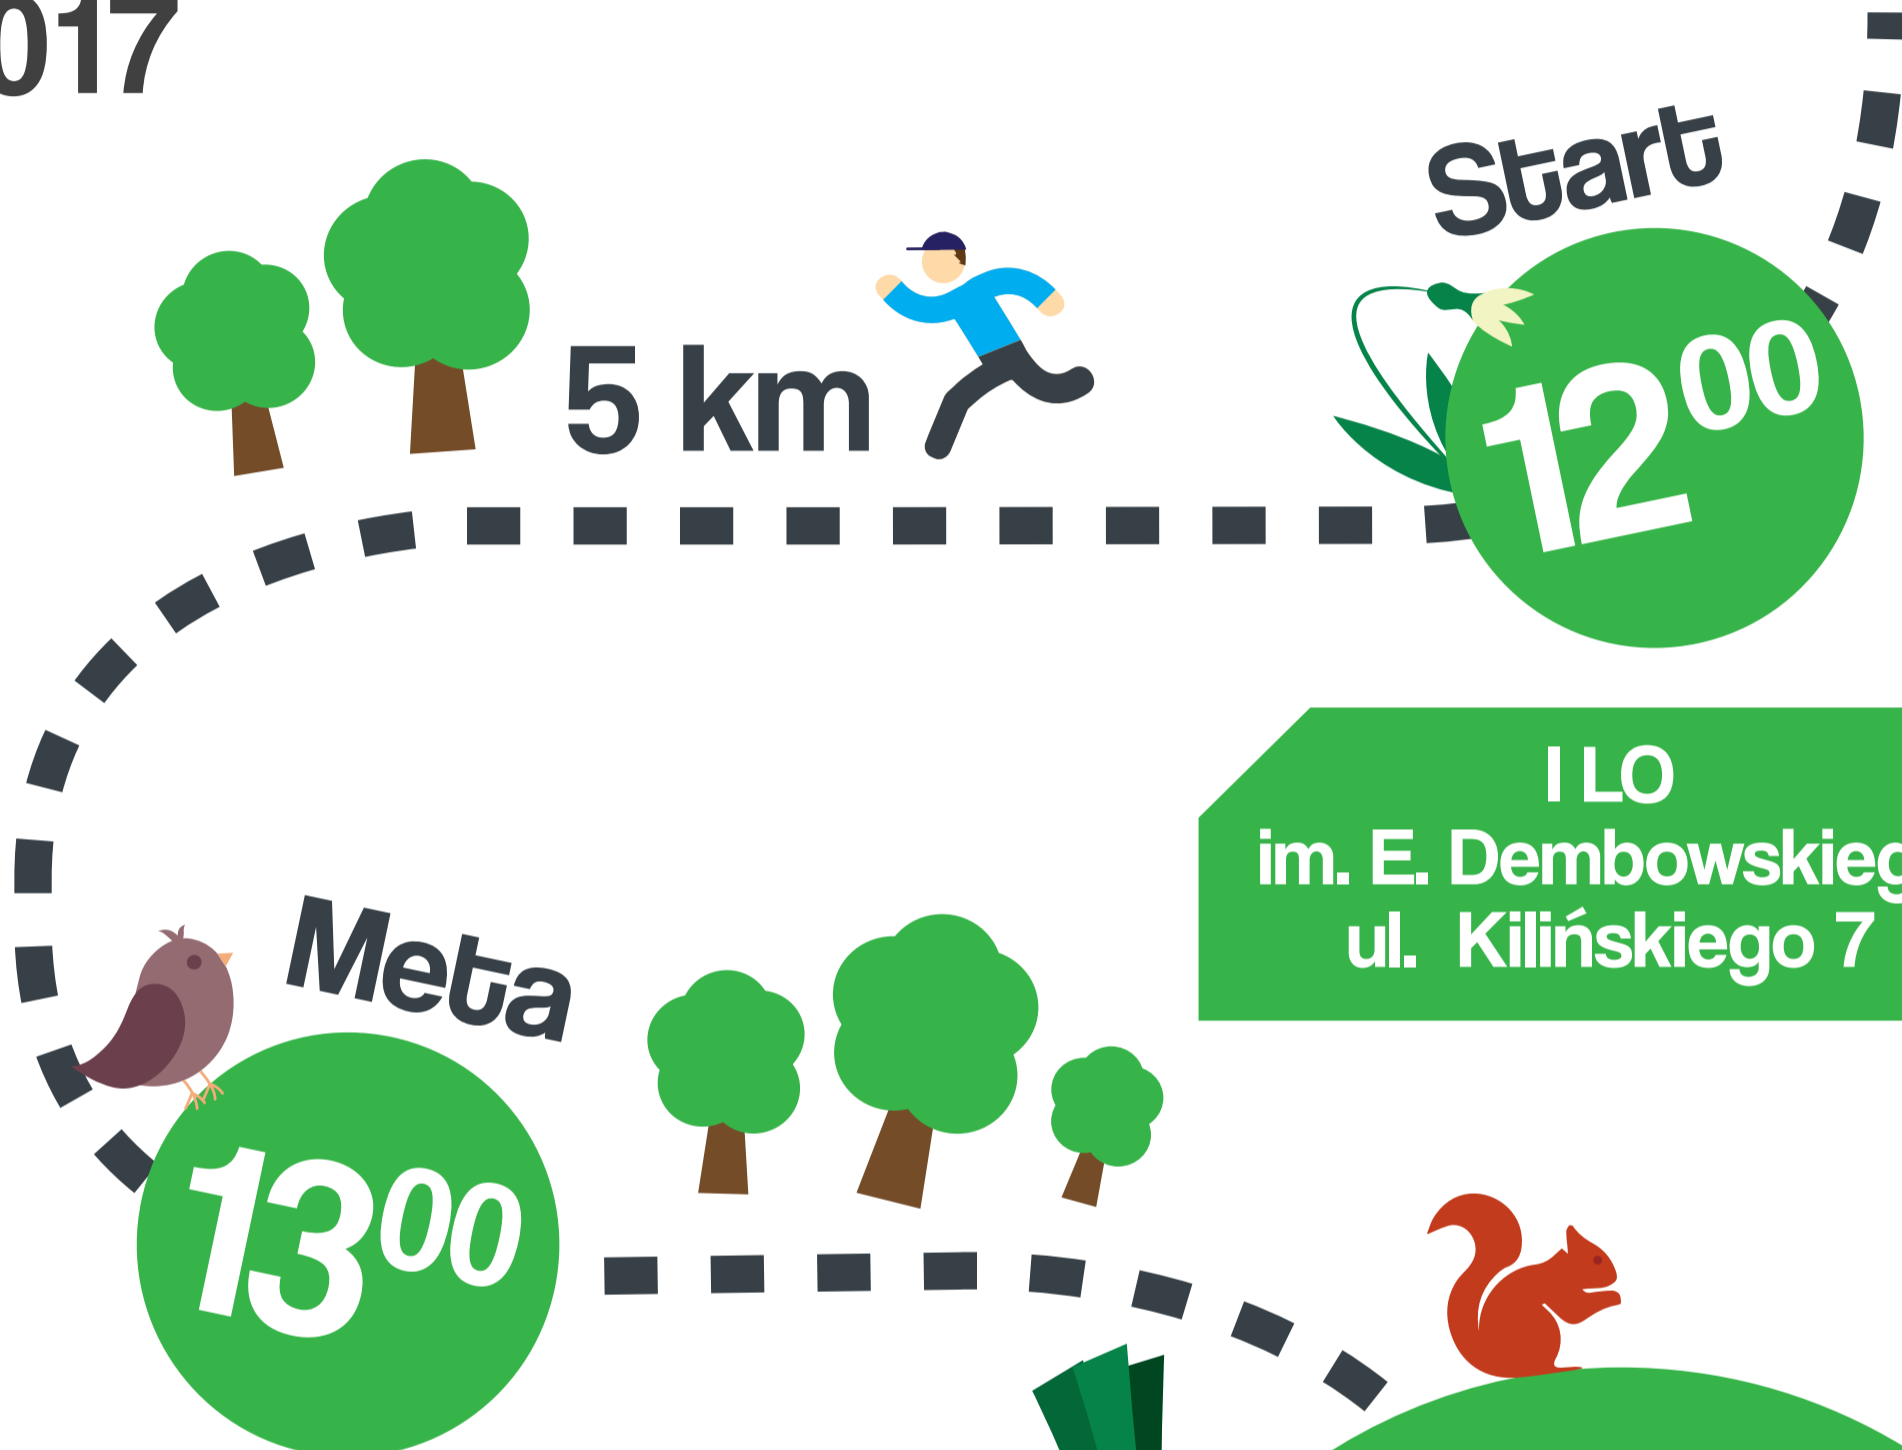 017
Start
12 00
5 km
I LO
im. E. Dembowskieg
ul. Kilińskiego 7
Meta
13 00